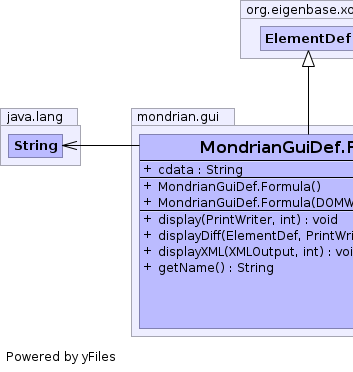 org.eigenbase.xo
ElementDef
java.lang
String
mondrian.gui
MondrianGuiDef.F
+ cdata : String
+ MondrianGuiDef.Formula()
+ MondrianGuiDef.Formula(DOMW
+ display(PrintWriter, int) : void
+ displayDiff(ElementDef, PrintWri
+ displayXML(XMLOutput, int) : voi
+ getName() : String
Powered by yFiles